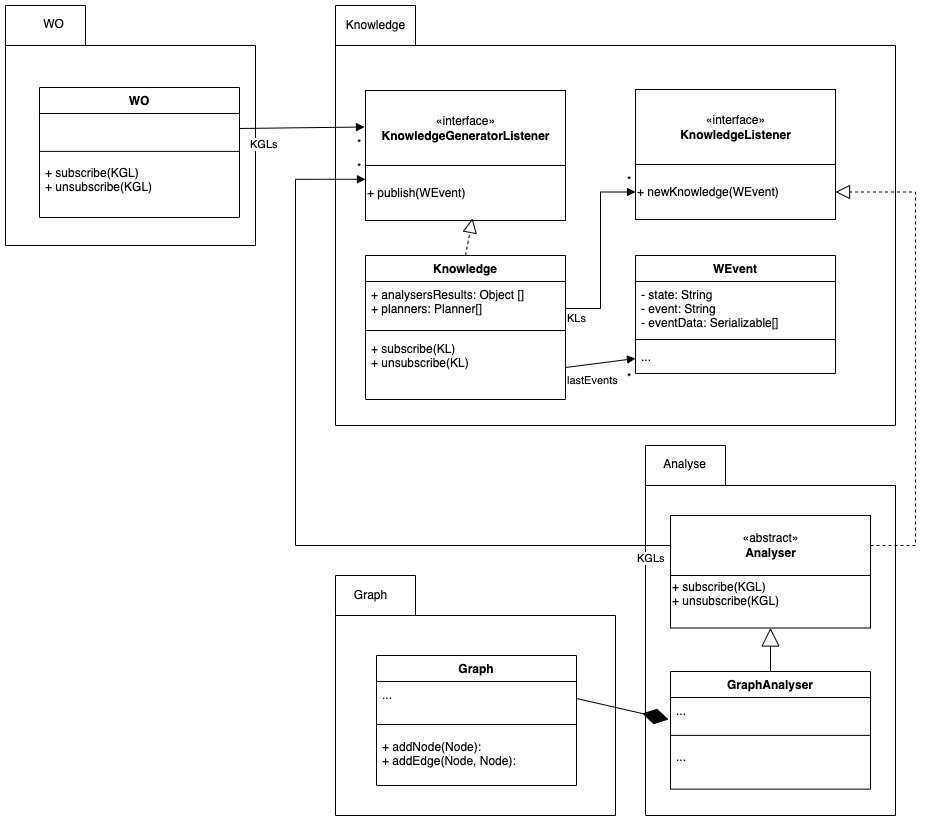 WO
WO
+ subscribe(KGL)
+ unsubscribe(KGL)
KGLs
*
*
Knowledge
«interface»
KnowledgeGeneratorListener
+ publish(WEvent)
«interface»
KnowledgeListener
+ newKnowledge(WEvent)
*
Knowledge
+ analysersResults: Object []
+ planners: Planner[]
+ subscribe(KL)
+ unsubscribe(KL)
KLs
lastEvents
*
WEvent
- state: String
- event: String
- eventData: Serializable[]
...
Analyse
«abstract»
Analyser
+ subscribe(KGL)
+ unsubscribe(KGL)
KGLs
GraphAnalyser
...
...
Graph
Graph
...
+ addNode(Node):
+ addEdge(Node, Node):